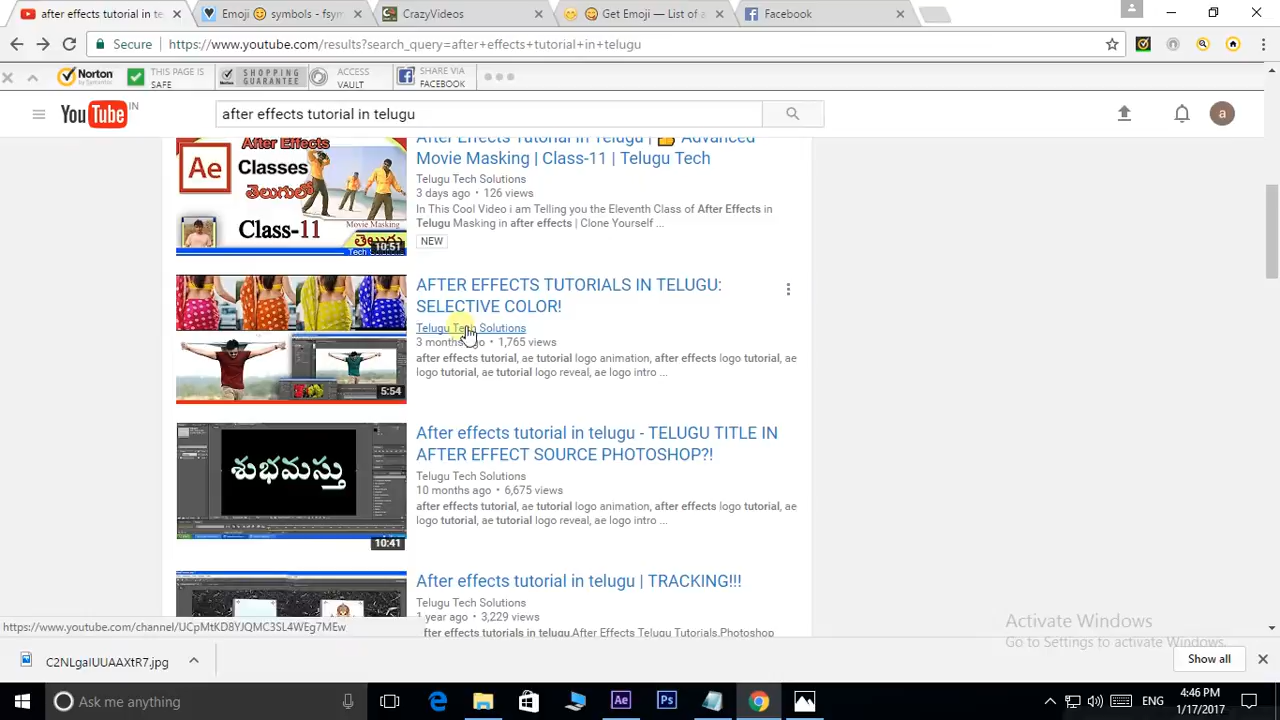 after effects tutorial in te
Emoji 😊 symbols - fsym
CrazyVideos
😊 Get Emoji — List of a
Facebook
Secure
https://www.youtube.com/results?search_query=after+effects+tutorial+in+telugu
Norton
by Symantec
THIS PAGE IS
SAFE
SHOPPING
GUARANTEE
ACCESS
VAULT
SHARE VIA
FACEBOOK
YouTube IN
after effects tutorial in telugu
a
After Effects Tutorial in Telugu | Advanced
Movie Masking | Class-11 | Telugu Tech
Telugu Tech Solutions
3 days ago • 126 views
In This Cool Video i am Telling you the Eleventh Class of After Effects in
Telugu Masking in after effects | Clone Yourself ...
NEW
After Effects
Ae
Classes
తెలుగులో
Class-11
Movie Masking
తెలుగు
Tech
10:51
AFTER EFFECTS TUTORIALS IN TELUGU:
SELECTIVE COLOR!
Telugu Tech Solutions
3 months ago • 1,765 views
after effects tutorial, ae tutorial logo animation, after effects logo tutorial, ae
logo tutorial, ae tutorial logo reveal, ae logo intro ...
5:54
After effects tutorial in telugu - TELUGU TITLE IN
AFTER EFFECT SOURCE PHOTOSHOP?!
Telugu Tech Solutions
10 months ago • 6,675 views
after effects tutorial, ae tutorial logo animation, after effects logo tutorial, ae
logo tutorial, ae tutorial logo reveal, ae logo intro ...
శుభమస్తు
10:41
After effects tutorial in telugu | TRACKING!!!
Telugu Tech Solutions
1 year ago • 3,229 views
after effects tutorials in telugu,After Effects Telugu Tutorials,Photoshop
https://www.youtube.com/channel/UCpMtKD8YJQMC3SL4WEg7MEw
Activate Windows
Go to Settings to activate Windows.
C2NLgaIUUAAXtR7.jpg
Show all
Ask me anything
Ae
Ps
ENG
4:46 PM
1/17/2017